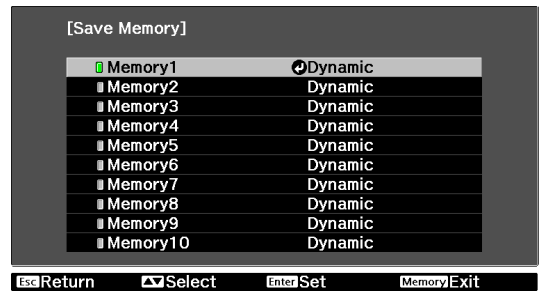 [Save Memory]
Memory1 Dynamic
Memory2 Dynamic
Memory3 Dynamic
Memory4 Dynamic
Memory5 Dynamic
Memory6 Dynamic
Memory7 Dynamic
Memory8 Dynamic
Memory9 Dynamic
Memory10 Dynamic
Esc Return Select Enter Set Memory Exit